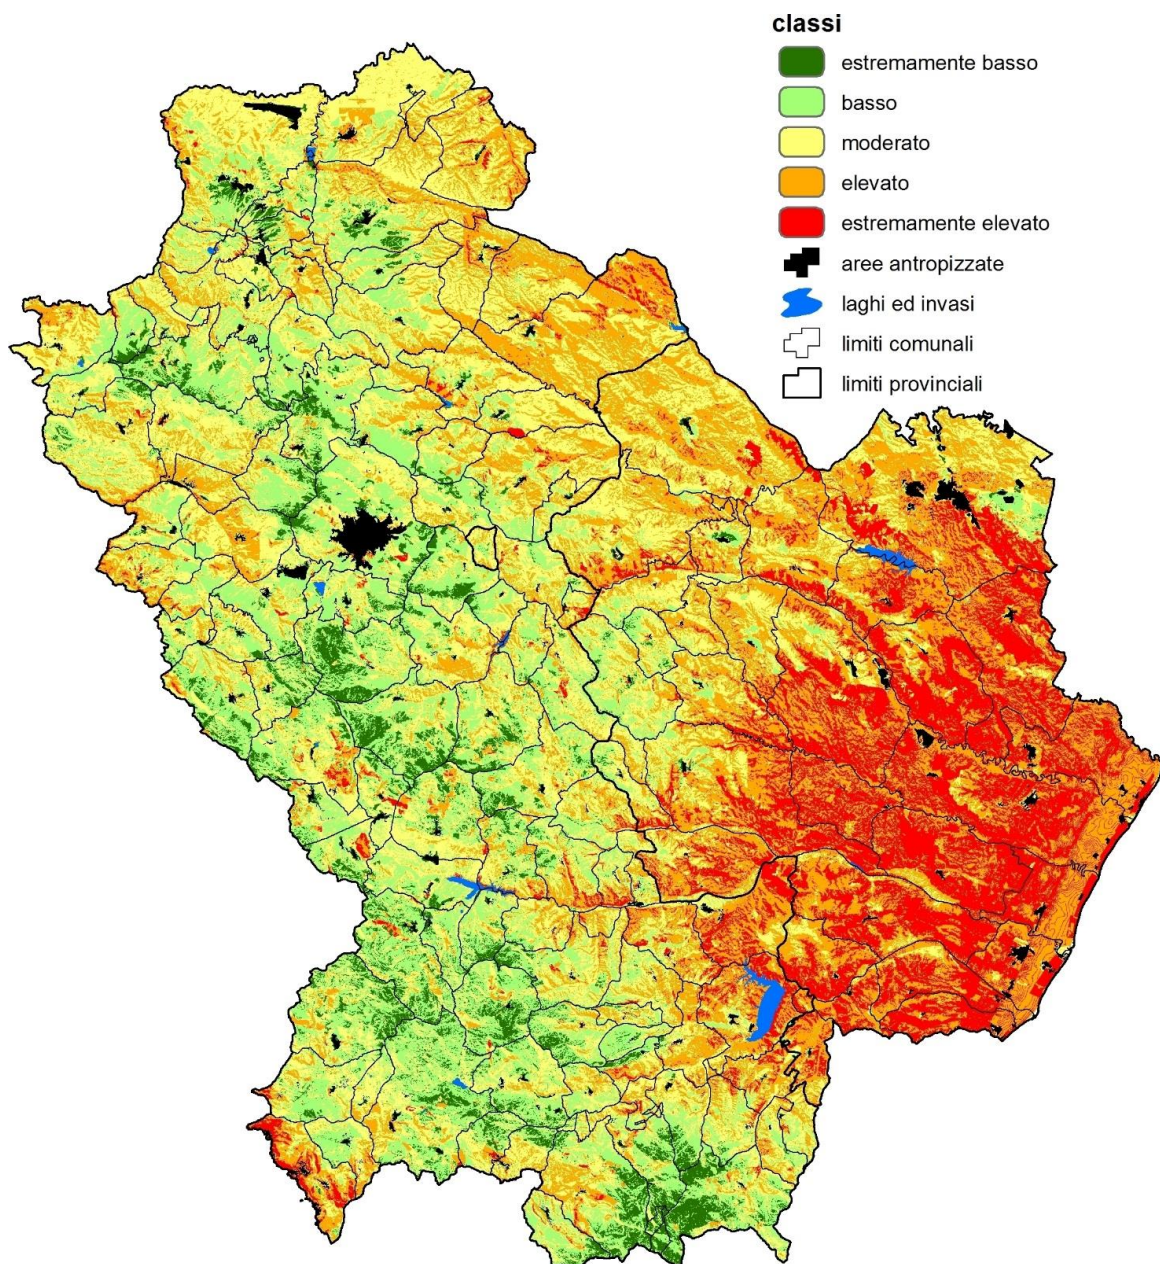 classi
estremamente basso
basso
moderato
elevato
estremamente elevato
aree antropizzate
laghi ed invasi
limiti comunali
limiti provinciali